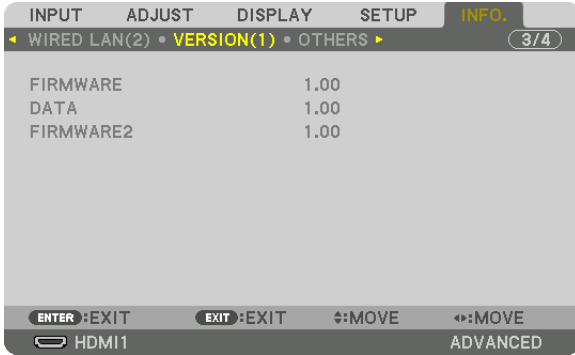 INPUT ADJUST DISPLAY SETUP INFO.
◄ WIRED LAN(2) • VERSION(1) • OTHERS ► 3/4
FIRMWARE 1.00
DATA 1.00
FIRMWARE2 1.00
ENTER :EXIT EXIT :EXIT ♦:MOVE ◄►:MOVE
HDMI1 ADVANCED